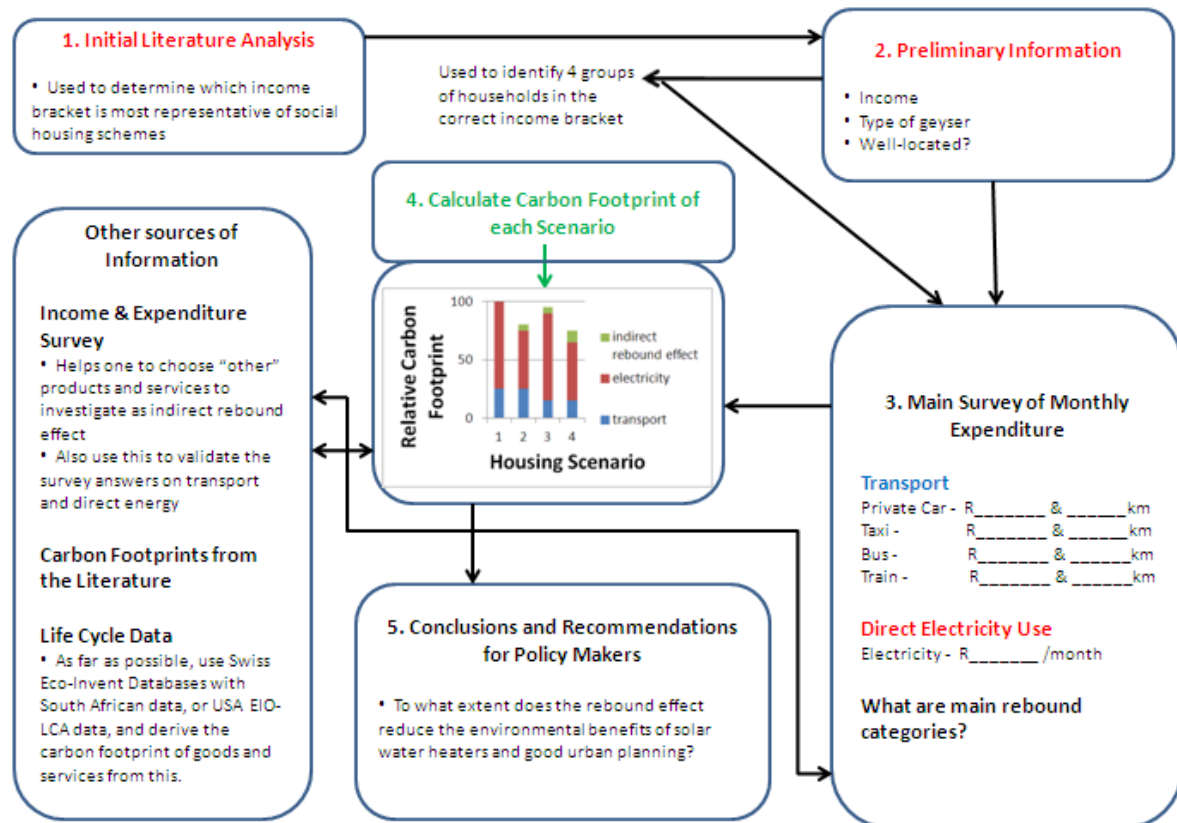 1. Initial Literature Analysis
• Used to determine which income
bracket is most representative of social
housing schemes
Used to identify 4 groups
of households in the
correct income bracket
2. Preliminary Information
• Income
• Type of geyser
• Well-located?
4. Calculate Carbon Footprint of
each Scenario
Other sources of
Information
Income & Expenditure
Survey
• Helps one to choose “other”
products and services to
investigate as indirect rebound
effect
• Also use this to validate the
survey answers on transport
and direct energy
Carbon Footprints from
the Literature
Life Cycle Data
• As far as possible, use Swiss
Eco-Invent Databases with
South African data, or USA EIO-
LCA data, and derive the
carbon footprint of goods and
services from this.
Relative Carbon
Footprint
100
50
0
1 2 3 4
Housing Scenario
indirect
rebound effect
electricity
transport
3. Main Survey of Monthly
Expenditure
Transport
Private Car - R_______ & ______km
Taxi - R_______ & ______km
Bus - R_______ & ______km
Train - R_______ & ______km
Direct Electricity Use
Electricity - R_______ /month
What are main rebound
categories?
5. Conclusions and Recommendations
for Policy Makers
• To what extent does the rebound effect
reduce the environmental benefits of solar
water heaters and good urban planning?